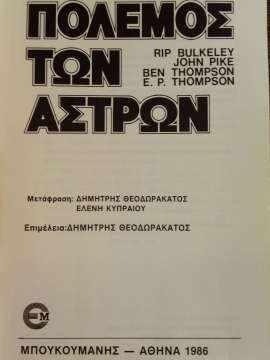 ΠΟΛΕΜΟΣ
ΤΩΝ
ΑΣΤΡΩΝ
RIP BULKELEY
JOHN PIKE
BEN THOMPSON
E. P. THOMPSON
Μετάφραση: ΔΗΜΗΤΡΗΣ ΘΕΟΔΩΡΑΚΑΤΟΣ
ΕΛΕΝΗ ΚΥΠΡΑΙΟΥ
Επιμέλεια:ΔΗΜΗΤΡΗΣ ΘΕΟΔΩΡΑΚΑΤΟΣ
ΜΠΟΥΚΟΥΜΑΝΗΣ — ΑΘΗΝΑ 1986